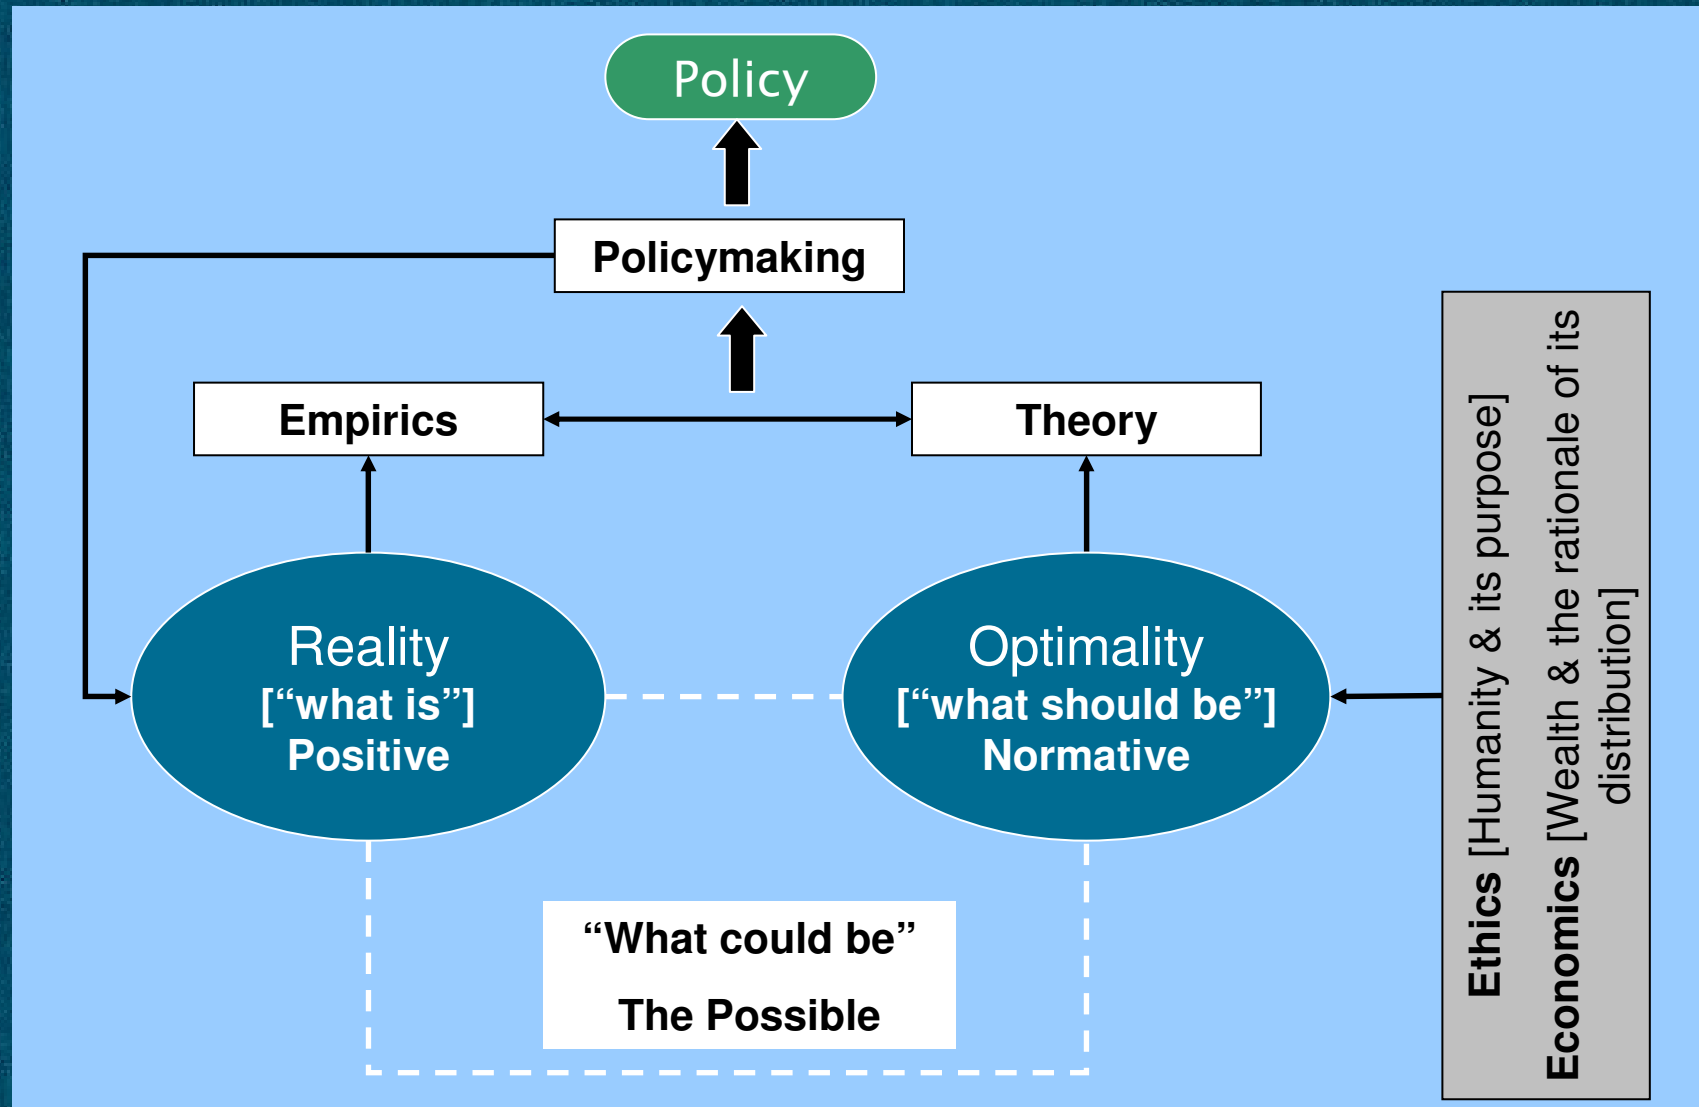 Policy
Policymaking
Empirics
Theory
Reality
[“what is”]
Positive
Optimality
[“what should be”]
Normative
“What could be”
The Possible
Ethics [Humanity & its purpose]
Economics [Wealth & the rationale of its
distribution]